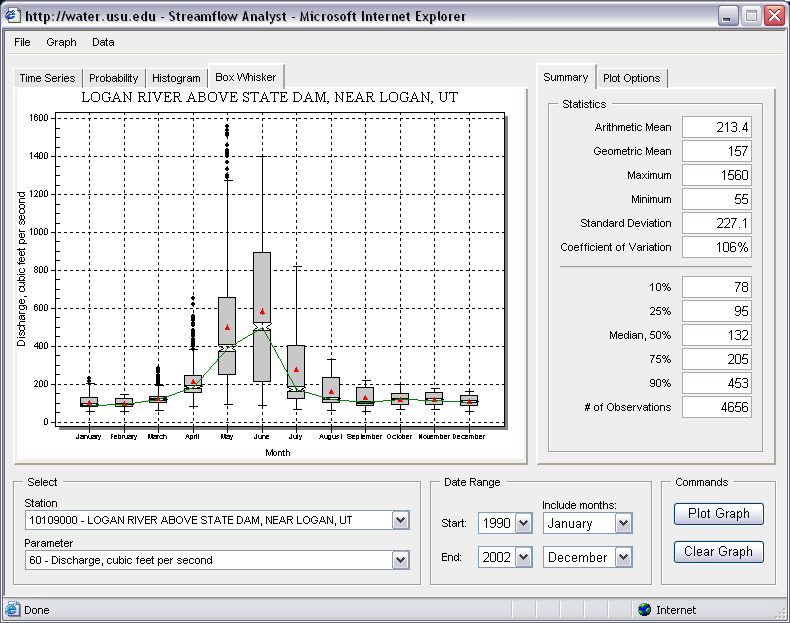 http://water.usu.edu - Streamflow Analyst - Microsoft Internet Explorer
File Graph Data
Time Series Probability Histogram Box Whisker
LOGAN RIVER ABOVE STATE DAM, NEAR LOGAN, UT
Discharge, cubic feet per second
1600
1400
1200
1000
800
600
400
200
0
January February March April May June July August September October November December
Month
Summary Plot Options
Statistics
Arithmetic Mean 213.4
Geometric Mean 157
Maximum 1560
Minimum 55
Standard Deviation 227.1
Coefficient of Variation 106%
10% 78
25% 95
Median, 50% 132
75% 205
90% 453
# of Observations 4656
Select
Station
10109000 - LOGAN RIVER ABOVE STATE DAM, NEAR LOGAN, UT
Parameter
60 - Discharge, cubic feet per second
Date Range
Include months:
Start: 1990 January
End: 2002 December
Commands
Plot Graph
Clear Graph
Done Internet